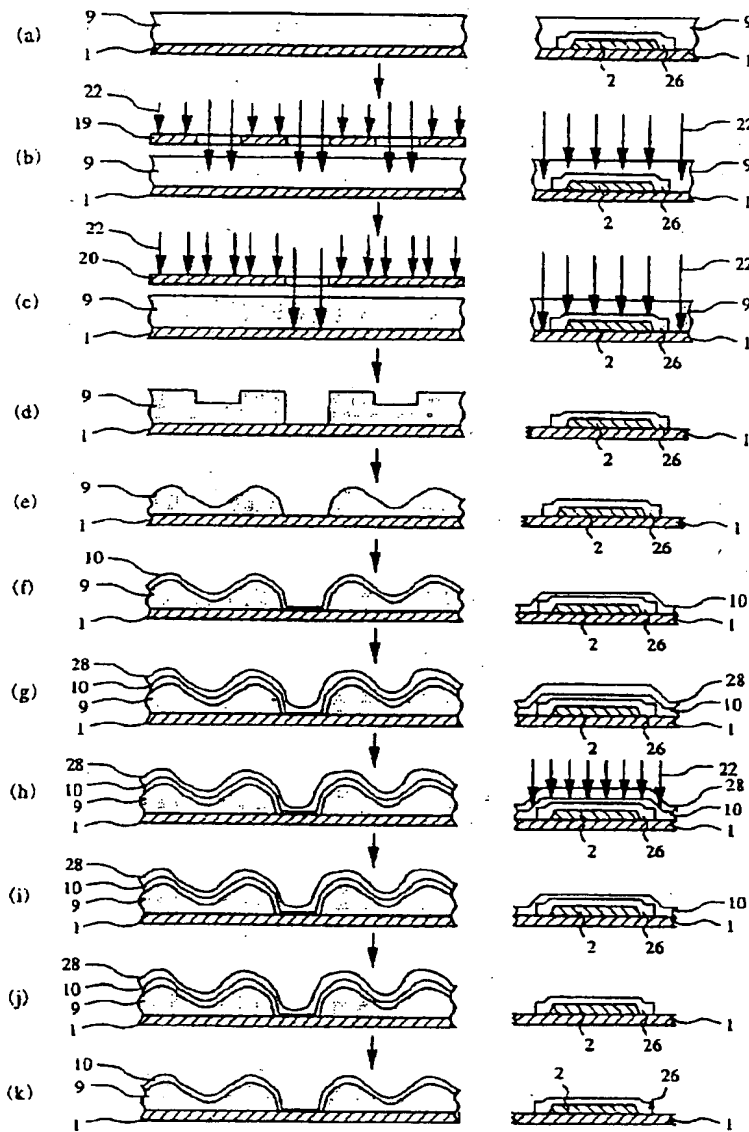 (a) 9 1 9 1 2 26
(b) 22 19 9 1 22 9 1 2 26
(c) 22 20 9 1 22 9 1 2 26
(d) 9 1 1 2 26
(e) 9 1 1 2 26
(f) 10 9 1 10 1 2 26
(g) 28 10 9 1 28 10 1 2 26
(h) 28 10 9 1 22 28 10 1 2 26
(i) 28 10 9 1 10 1 2 26
(j) 28 10 9 1 1 2 26
(k) 10 9 1 2 26 1